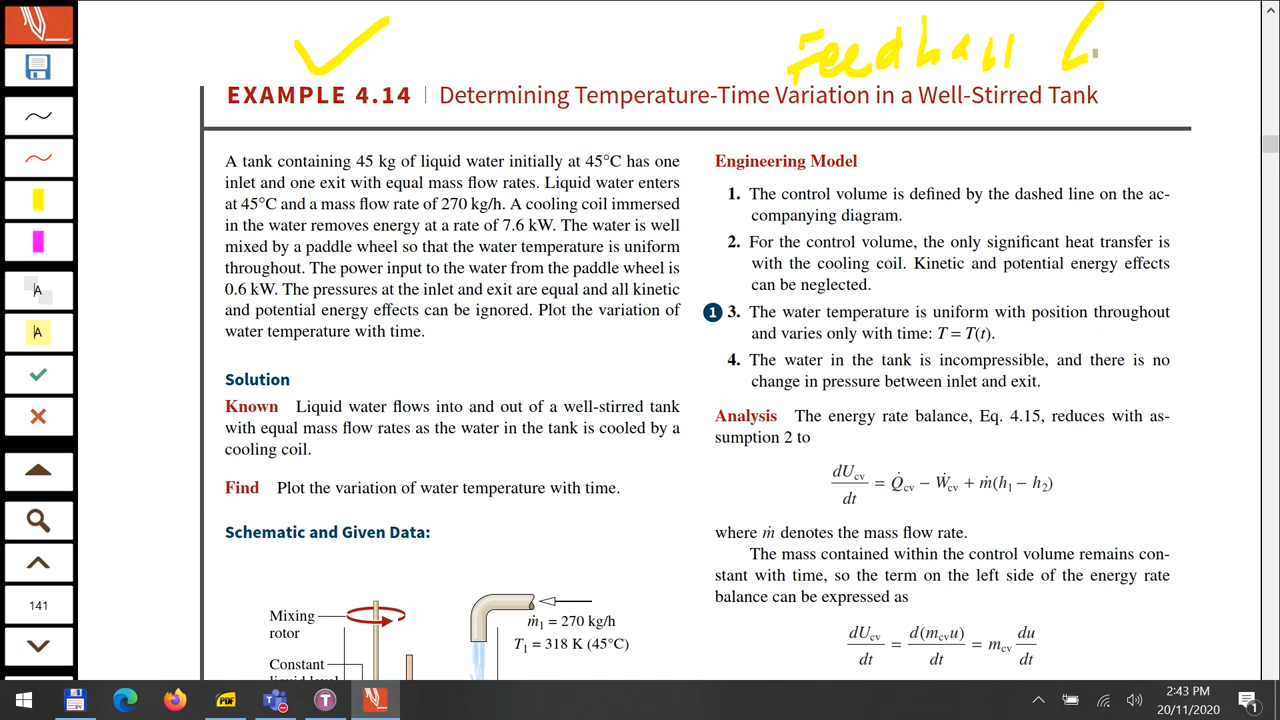 Feedball
EXAMPLE 4.14 | Determining Temperature-Time Variation in a Well-Stirred Tank
A tank containing 45 kg of liquid water initially at 45°C has one
inlet and one exit with equal mass flow rates. Liquid water enters
at 45°C and a mass flow rate of 270 kg/h. A cooling coil immersed
in the water removes energy at a rate of 7.6 kW. The water is well
mixed by a paddle wheel so that the water temperature is uniform
throughout. The power input to the water from the paddle wheel is
0.6 kW. The pressures at the inlet and exit are equal and all kinetic
and potential energy effects can be ignored. Plot the variation of
water temperature with time.
Solution
Known Liquid water flows into and out of a well-stirred tank
with equal mass flow rates as the water in the tank is cooled by a
cooling coil.
Find Plot the variation of water temperature with time.
Schematic and Given Data:
Mixing
rotor
Constant
liquid level
ṁ₁ = 270 kg/h
T₁ = 318 K (45°C)
Engineering Model
1. The control volume is defined by the dashed line on the ac-
companying diagram.
2. For the control volume, the only significant heat transfer is
with the cooling coil. Kinetic and potential energy effects
can be neglected.
1 3. The water temperature is uniform with position throughout
and varies only with time: T = T(t).
4. The water in the tank is incompressible, and there is no
change in pressure between inlet and exit.
Analysis The energy rate balance, Eq. 4.15, reduces with as-
sumption 2 to
dU_cv/dt = Q̇_cv − Ẇ_cv + ṁ(h₁ − h₂)
where ṁ denotes the mass flow rate.
The mass contained within the control volume remains con-
stant with time, so the term on the left side of the energy rate
balance can be expressed as
dU_cv/dt = d(m_cv u)/dt = m_cv du/dt
A
A
141
PDF
T
2:43 PM
20/11/2020
1